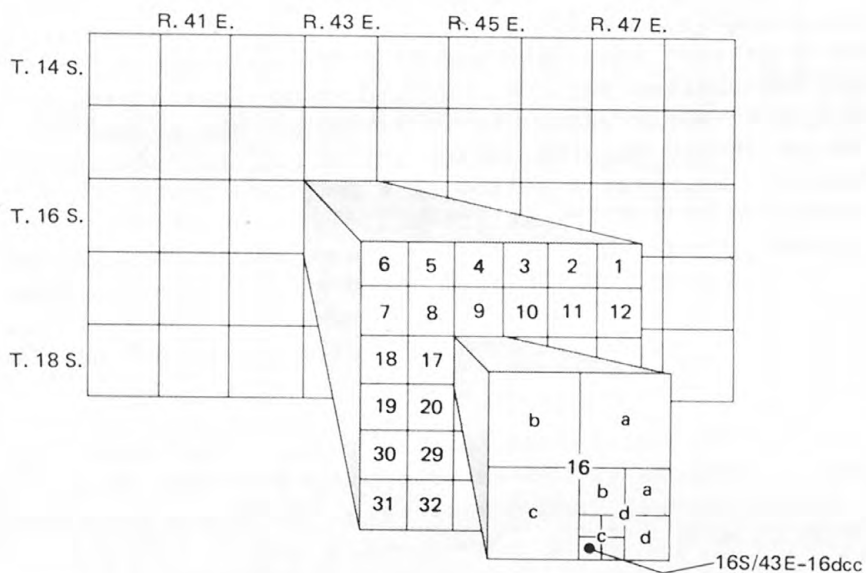 R. 41 E. R. 43 E. R. 45 E. R. 47 E.
T. 14 S.
T. 16 S.
6 5 4 3 2 1
7 8 9 10 11 12
T. 18 S.
18 17
19 20
30 29
31 32
b a
16
b a
c d
c d
16S/43E-16dcc